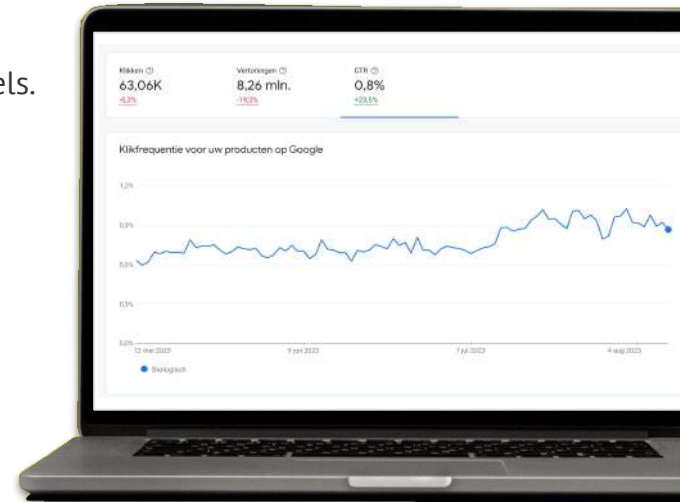 els.
Klikken
Vertoningen
CTR
63,06K
8,26 mln.
0,8%
-19,3%
+23,5%
Klikfrequentie voor uw producten op Google
1,2%
0,9%
0,6%
0,3%
0,0%
12 mei 2023
9 jun 2023
7 jul 2023
4 aug 2023
Biologisch